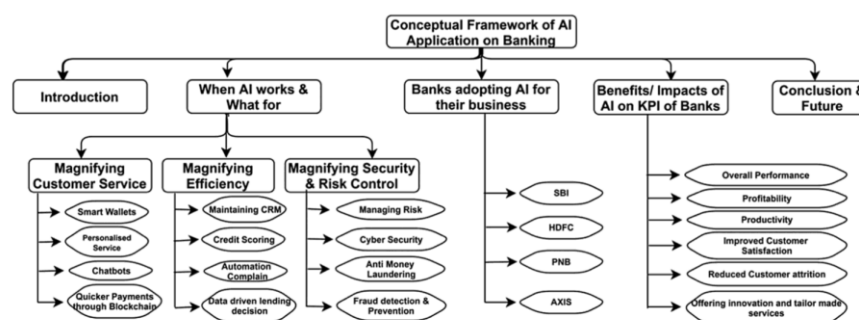 Conceptual Framework of AI
Application on Banking
Introduction
When AI works &
What for
Banks adopting AI for
their business
Benefits/ Impacts of
AI on KPI of Banks
Conclusion &
Future
Magnifying
Customer Service
Magnifying
Efficiency
Magnifying Security
& Risk Control
Smart Wallets
Personalised
Service
Chatbots
Quicker Payments
through Blockchain
Maintaining CRM
Credit Scoring
Automation
Complain
Data driven lending
decision
Managing Risk
Cyber Security
Anti Money
Laundering
Fraud detection &
Prevention
SBI
HDFC
PNB
AXIS
Overall Performance
Profitability
Productivity
Improved Customer
Satisfaction
Reduced Customer attrition
Offering innovation and tailor made
services